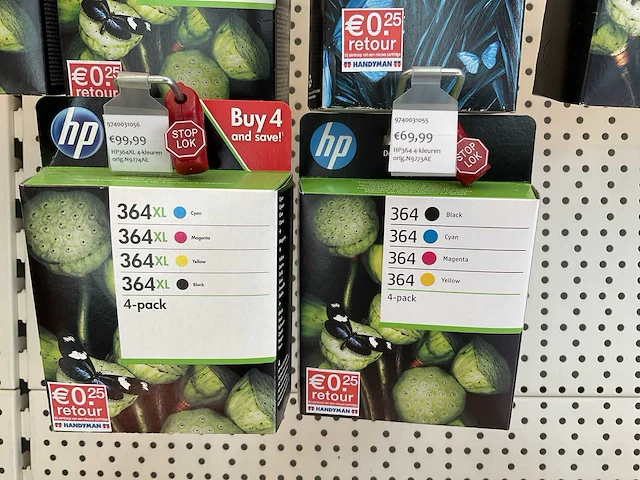 €0.25
retour
HANDYMAN
€0.25
retour
HANDYMAN
9740031056
€99,99
HP364XL 4-kleuren
orig.N9J74AE
STOP
LOK
hp
Buy 4
and save!
364XL Cyan
364XL Magenta
364XL Yellow
364XL Black
4-pack
€0.25
retour
HANDYMAN
9740031055
€69,99
HP364 4-kleuren
orig.N9J73AE
STOP
LOK
hp
364 Black
364 Cyan
364 Magenta
364 Yellow
4-pack
€0.25
retour
HANDYMAN